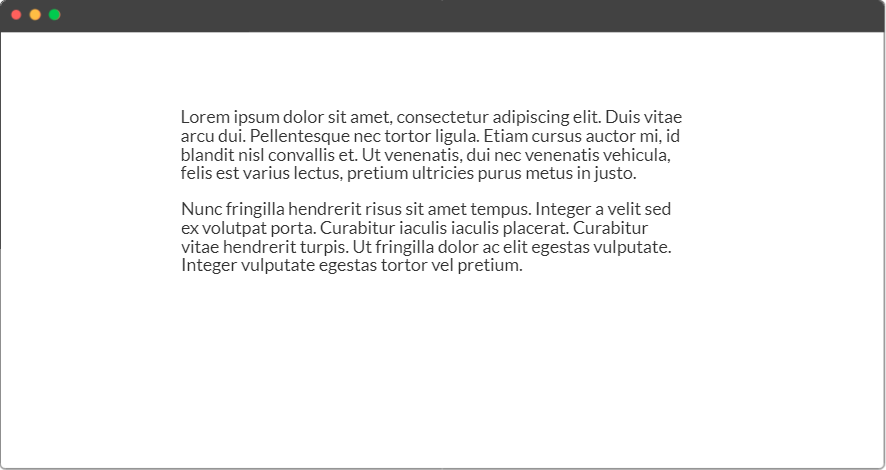 Lorem ipsum dolor sit amet, consectetur adipiscing elit. Duis vitae
arcu dui. Pellentesque nec tortor ligula. Etiam cursus auctor mi, id
blandit nisl convallis et. Ut venenatis, dui nec venenatis vehicula,
felis est varius lectus, pretium ultricies purus metus in justo.
Nunc fringilla hendrerit risus sit amet tempus. Integer a velit sed
ex volutpat porta. Curabitur iaculis iaculis placerat. Curabitur
vitae hendrerit turpis. Ut fringilla dolor ac elit egestas vulputate.
Integer vulputate egestas tortor vel pretium.